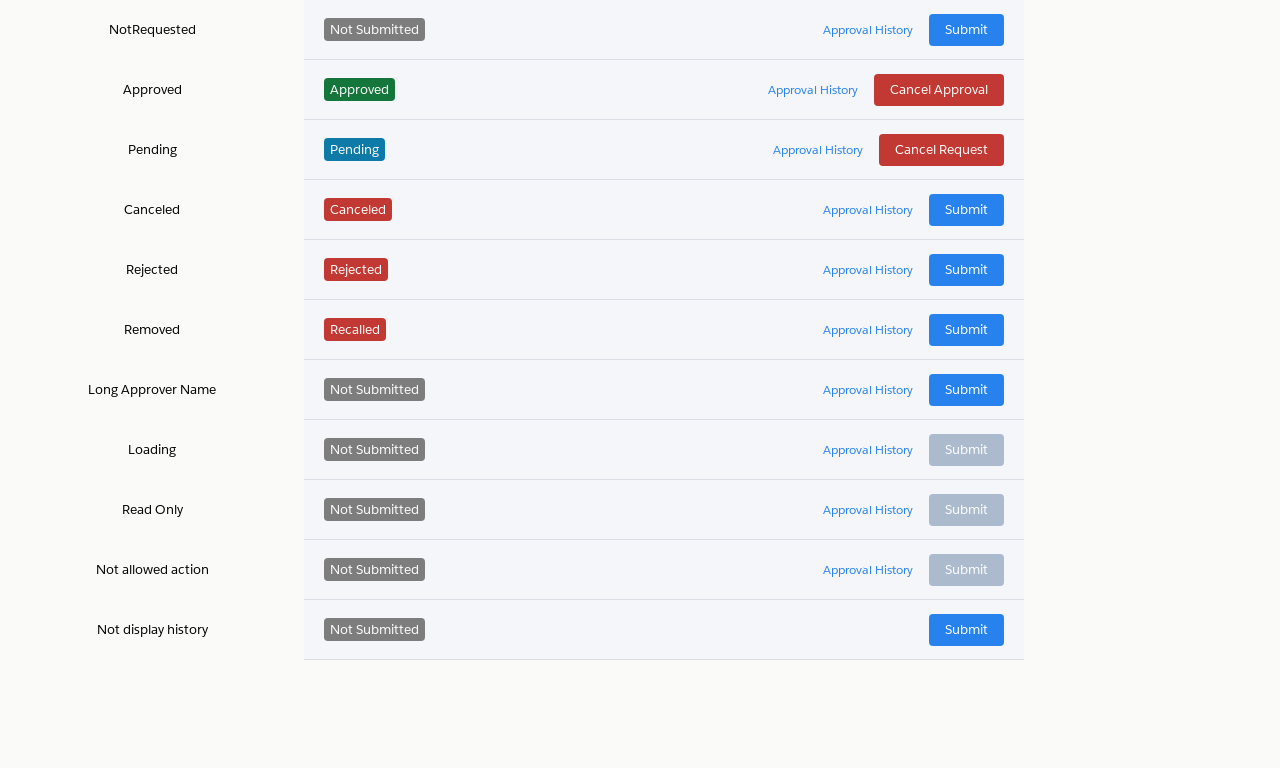 NotRequested Not Submitted Approval History Submit
Approved Approved Approval History Cancel Approval
Pending Pending Approval History Cancel Request
Canceled Canceled Approval History Submit
Rejected Rejected Approval History Submit
Removed Recalled Approval History Submit
Long Approver Name Not Submitted Approval History Submit
Loading Not Submitted Approval History Submit
Read Only Not Submitted Approval History Submit
Not allowed action Not Submitted Approval History Submit
Not display history Not Submitted Submit